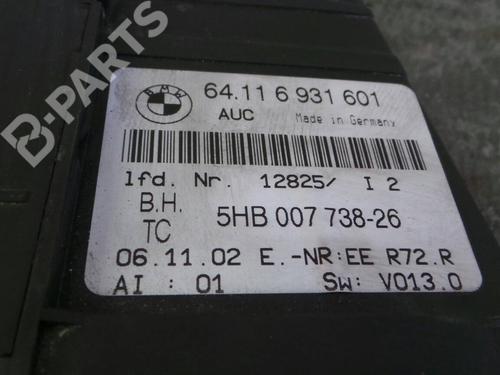 B-PARTS
BMW
64.11 6 931 601
AUC Made in Germany
lfd. Nr. 12825/ I 2
B.H.
TC 5HB 007 738-26
06.11.02 E.-NR:EE R72.R
AI : 01 SW: V013.0